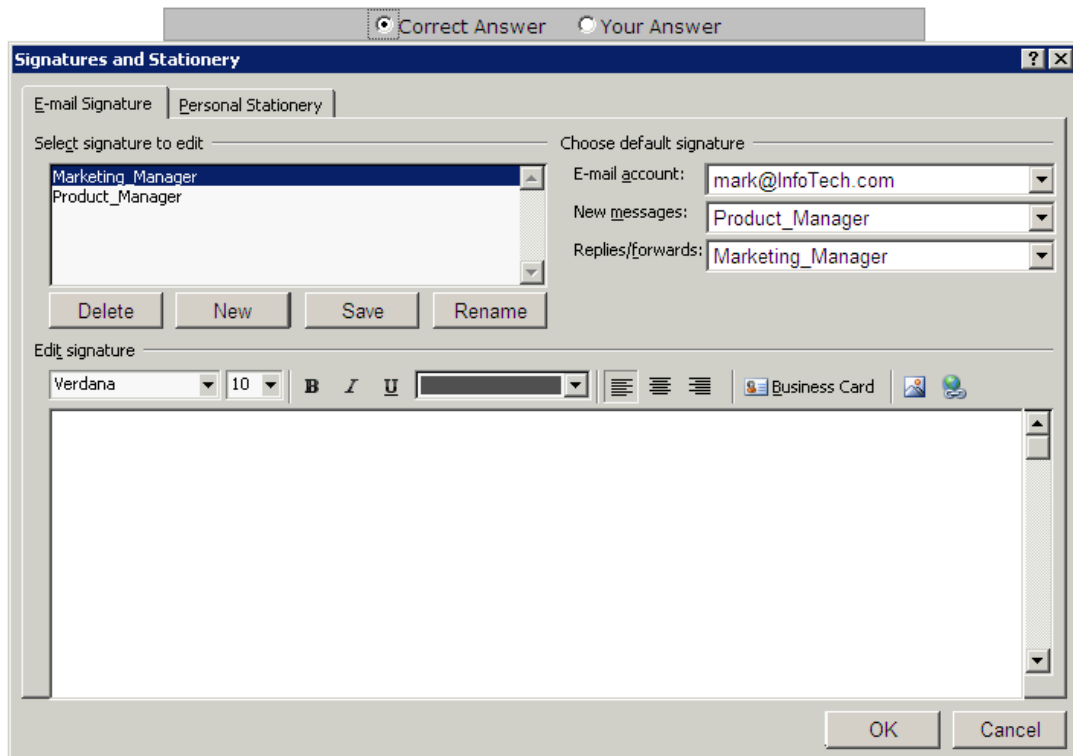 Correct Answer Your Answer
Signatures and Stationery
E-mail Signature Personal Stationery
Select signature to edit
Marketing_Manager
Product_Manager
Delete New Save Rename
Choose default signature
E-mail account: mark@InfoTech.com
New messages: Product_Manager
Replies/forwards: Marketing_Manager
Edit signature
Verdana 10 B I U Business Card
OK Cancel